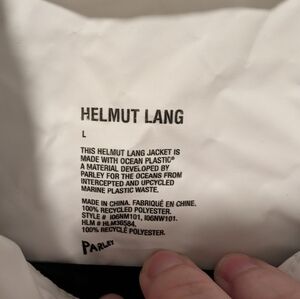 HELMUT LANG
L
THIS HELMUT LANG JACKET IS
MADE WITH OCEAN PLASTIC®
A MATERIAL DEVELOPED BY
PARLEY FOR THE OCEANS FROM
INTERCEPTED AND UPCYCLED
MARINE PLASTIC WASTE.
MADE IN CHINA. FABRIQUÉ EN CHINE.
100% RECYCLED POLYESTER.
STYLE # I06NM101, I06NW101.
HLM # HLM36584.
100% RECYCLÉ POLYESTER.
PARLEY